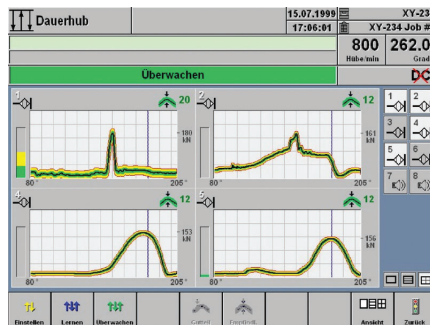 Dauerhub
15.07.1999
XY-23
17:06:01
XY-234 Job #
800
262.0
Hübe/min
Grad
Überwachen
DC
1
20
180
kN
80°
205°
2
12
161
kN
80°
205°
4
12
153
kN
80°
205°
5
12
156
kN
80°
205°
1
2
3
4
5
6
7
8
Einstellen
Lernen
Überwachen
Ansicht
Zurück